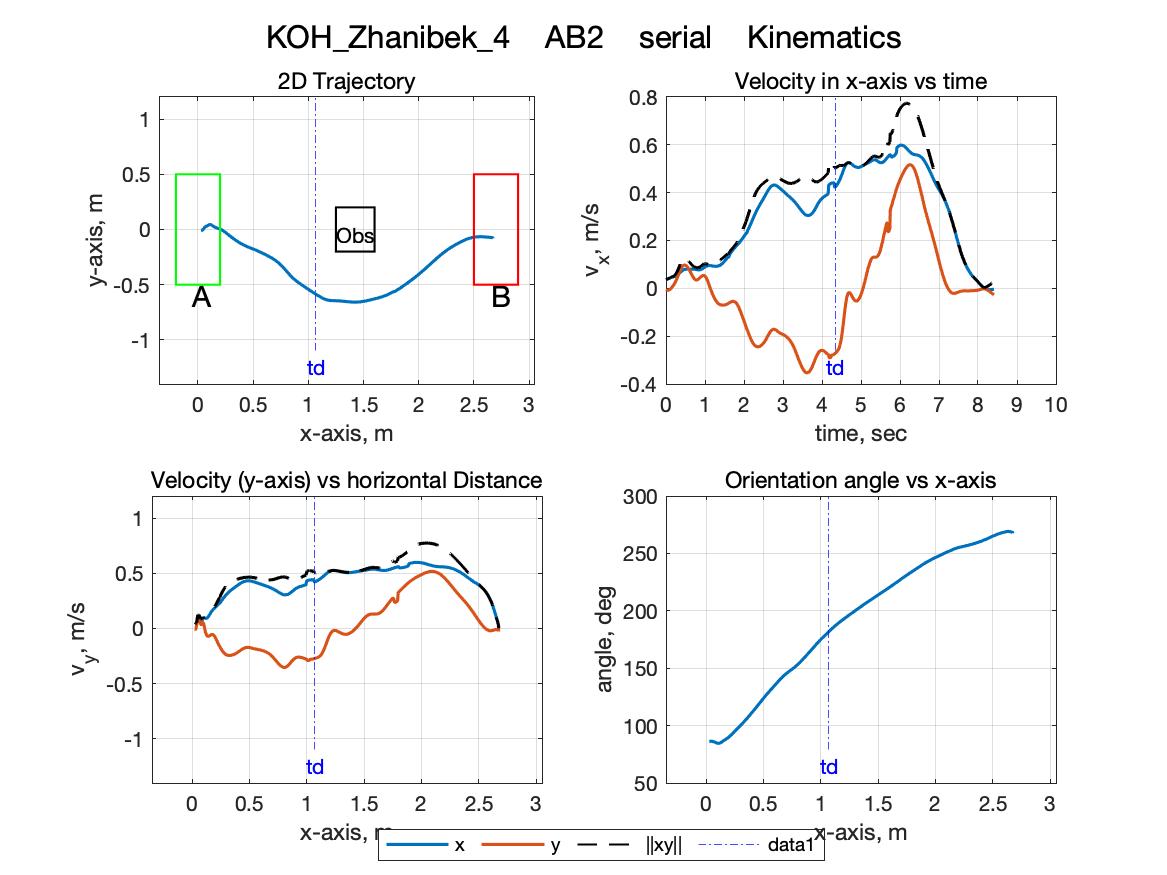 KOH_Zhanibek_4 AB2 serial Kinematics
2D Trajectory
1
0.5
0
-0.5
-1
y-axis, m
A
Obs
B
td
0 0.5 1 1.5 2 2.5 3
x-axis, m
Velocity in x-axis vs time
0.8
0.6
0.4
0.2
0
-0.2
-0.4
vx, m/s
td
0 1 2 3 4 5 6 7 8 9 10
time, sec
Velocity (y-axis) vs horizontal Distance
1
0.5
0
-0.5
-1
vy, m/s
td
0 0.5 1 1.5 2 2.5 3
x-axis, m
Orientation angle vs x-axis
300
250
200
150
100
50
angle, deg
td
0 0.5 1 1.5 2 2.5 3
x-axis, m
x y ||xy|| data1